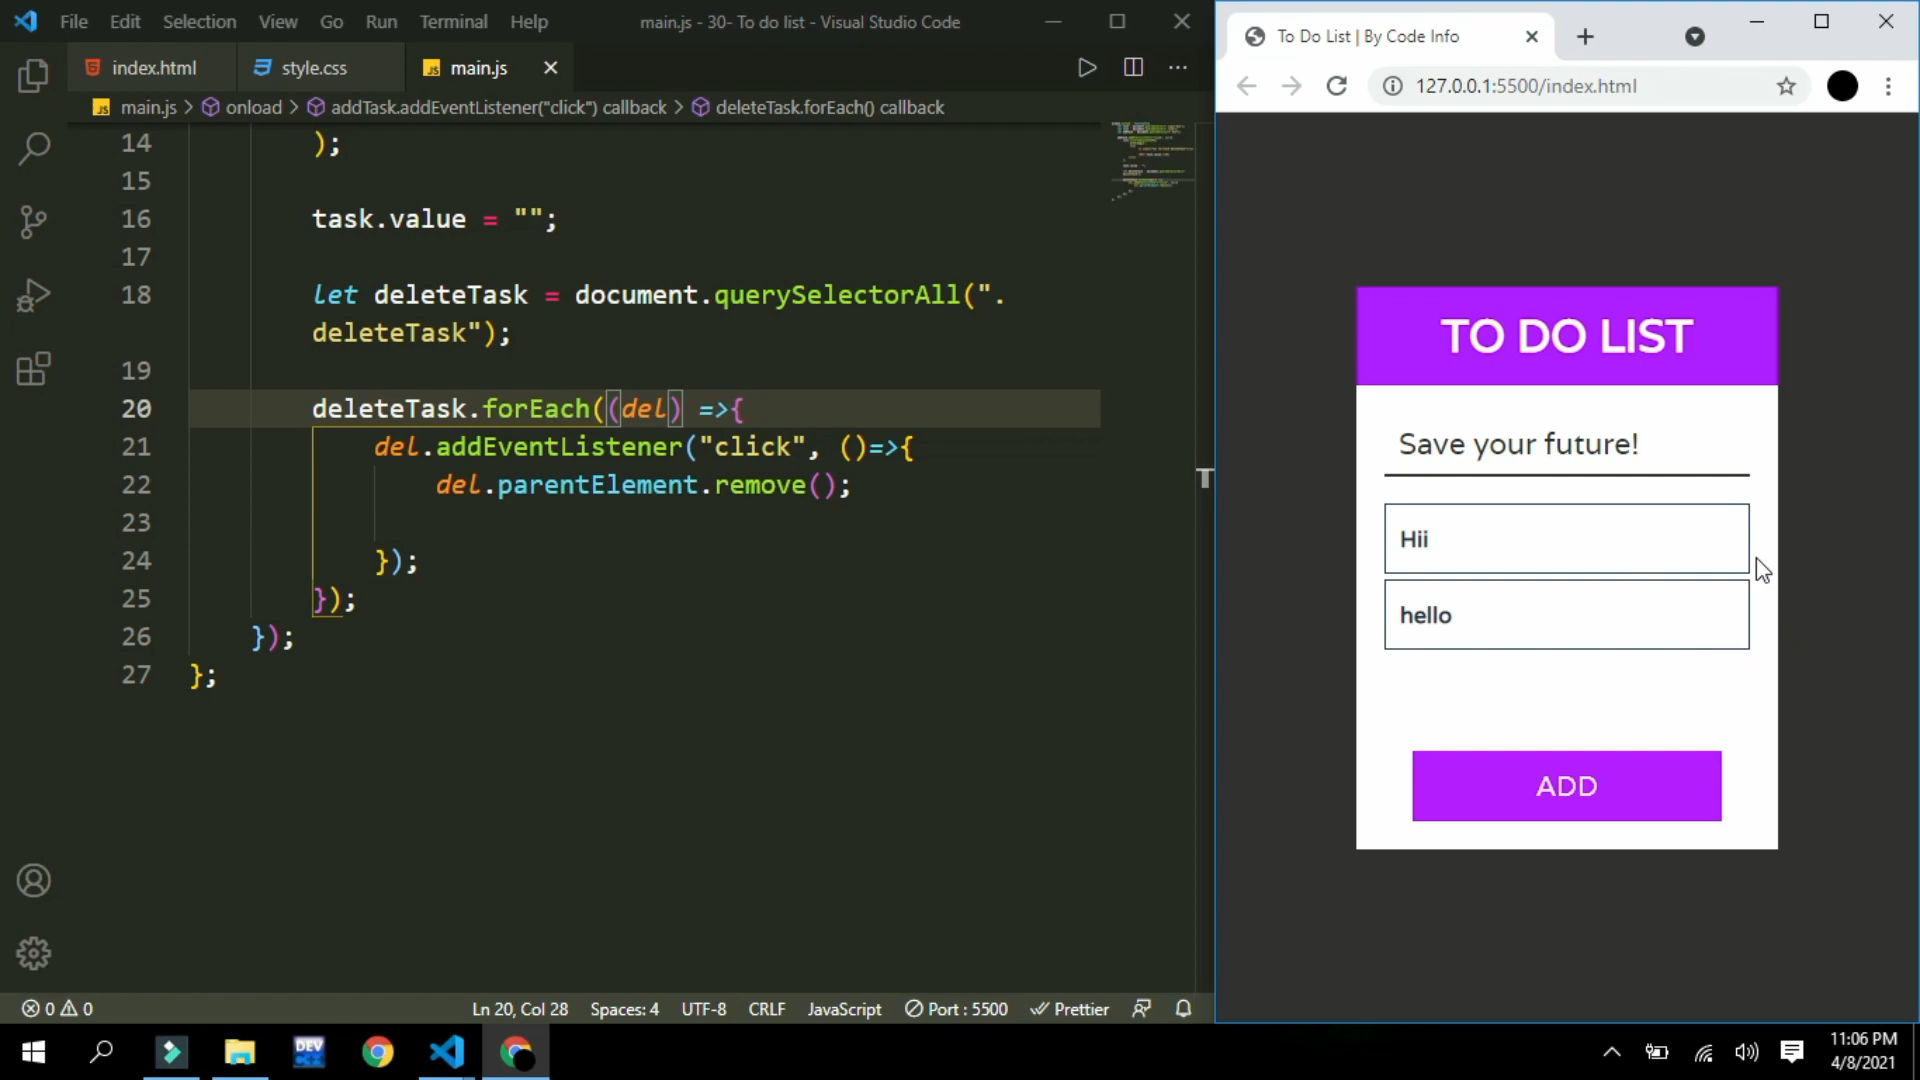 File Edit Selection View Go Run Terminal Help main.js - 30- To do list - Visual Studio Code
index.html style.css JS main.js
JS main.js > onload > addTask.addEventListener("click") callback > deleteTask.forEach() callback
14 );
15
16 task.value = "";
17
18 let deleteTask = document.querySelectorAll(".
deleteTask");
19
20 deleteTask.forEach((del) =>{
21 del.addEventListener("click", ()=>{
22 del.parentElement.remove();
23
24 });
25 });
26 });
27 };
0 0 Ln 20, Col 28 Spaces: 4 UTF-8 CRLF JavaScript Port : 5500 Prettier
To Do List | By Code Info
127.0.0.1:5500/index.html
TO DO LIST
Save your future!
Hii
hello
ADD
DEV
C++
11:06 PM
4/8/2021